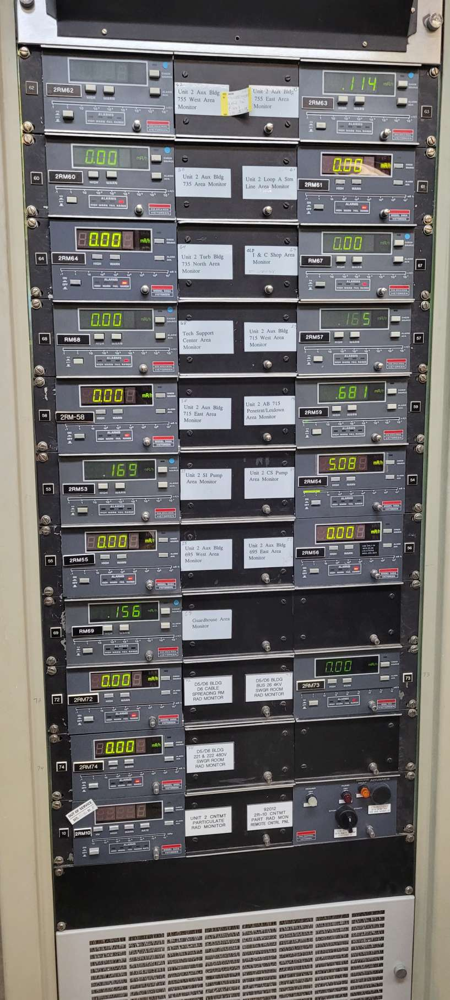 62
2RM62
HIGH
WARN
CHECK
SOURCE
ALARM
ACK.
ALARMS
HIGH WARN FAIL RANGE
Unit 2 Aux Bldg
755 West Area
Monitor
Unit 2 Aux Bldg
755 East Area
Monitor
.114 mR/h
2RM63
HIGH
WARN
ALARMS
HIGH WARN FAIL RANGE
63
60
0.00 mR/h
2RM60
HIGH
WARN
CHECK
SOURCE
ALARM
ACK.
ALARMS
HIGH WARN FAIL RANGE
VICTOREEN
Unit 2 Aux Bldg
735 Area Monitor
Unit 2 Loop A Stm
Line Area Monitor
0.00 mR/h
2RM61
HIGH
WARN
ALARMS
HIGH WARN FAIL RANGE
VICTOREEN
61
64
0.00 mR/h
2RM64
HIGH
WARN
ALARMS
HIGH WARN FAIL RANGE
VICTOREEN
Unit 2 Turb Bldg
735 North Area
Monitor
OLD
I & C Shop Area
Monitor
0.00 mR/h
RM67
HIGH
WARN
ALARMS
HIGH WARN FAIL RANGE
VICTOREEN
67
68
0.00 mR/h
RM68
HIGH
WARN
ALARMS
HIGH WARN FAIL RANGE
VICTOREEN
Tech Support
Center Area
Monitor
Unit 2 Aux Bldg
715 West Area
Monitor
.165 mR/h
2RM57
HIGH
WARN
ALARMS
HIGH WARN FAIL RANGE
VICTOREEN
57
58
0.00 mR/h
2RM-58
HIGH
WARN
ALARMS
HIGH WARN FAIL RANGE
VICTOREEN
Unit 2 Aux Bldg
715 East Area
Monitor
Unit 2 AB 715
Penetrat/Letdown
Area Monitor
.681 mR/h
2RM59
HIGH
WARN
ALARMS
HIGH WARN FAIL RANGE
VICTOREEN
59
53
.169 mR/h
2RM53
HIGH
WARN
ALARMS
HIGH WARN FAIL RANGE
VICTOREEN
Unit 2 SI Pump
Area Monitor
Unit 2 CS Pump
Area Monitor
5.08 mR/h
2RM54
HIGH
WARN
ALARMS
HIGH WARN FAIL RANGE
VICTOREEN
54
55
0.00 mR/h
2RM55
HIGH
WARN
ALARMS
HIGH WARN FAIL RANGE
VICTOREEN
Unit 2 Aux Bldg
695 West Area
Monitor
Unit 2 Aux Bldg
695 East Area
Monitor
0.00 mR/h
2RM56
HIGH
WARN
USE ONLY IN
LOCATIONS
ALARMS
HIGH WARN FAIL RANGE
VICTOREEN
56
69
.156 mR/h
RM69
HIGH
WARN
ALARMS
HIGH WARN FAIL RANGE
VICTOREEN
Guardhouse Area
Monitor
72
72
0.00 mR/h
2RM72
HIGH
WARN
ALARMS
HIGH WARN FAIL RANGE
VICTOREEN
D5/D6 BLDG
D6 CABLE
SPREADING RM
RAD MONITOR
D5/D6 BLDG
BUS 26 4KV
SWGR ROOM
RAD MONITOR
0.00 mR/h
2RM73
HIGH
WARN
ALARMS
HIGH WARN FAIL RANGE
73
73
74
74
0.00 mR/h
2RM74
HIGH
WARN
ALARMS
HIGH WARN FAIL RANGE
VICTOREEN
D5/D6 BLDG
221 & 222 480V
SWGR ROOM
RAD MONITOR
OUT OF SERVICE
10
2RM10
HV
HIGH
WARN
RATE
ALARMS
UNIT 2 CNTMT
PARTICULATE
RAD MONITOR
92012
2R-10 CNTMT
PART RAD MON
REMOTE CNTRL PNL
POWER
ON
PUMP
ON
FAULT
ADVANCE
STOP
START